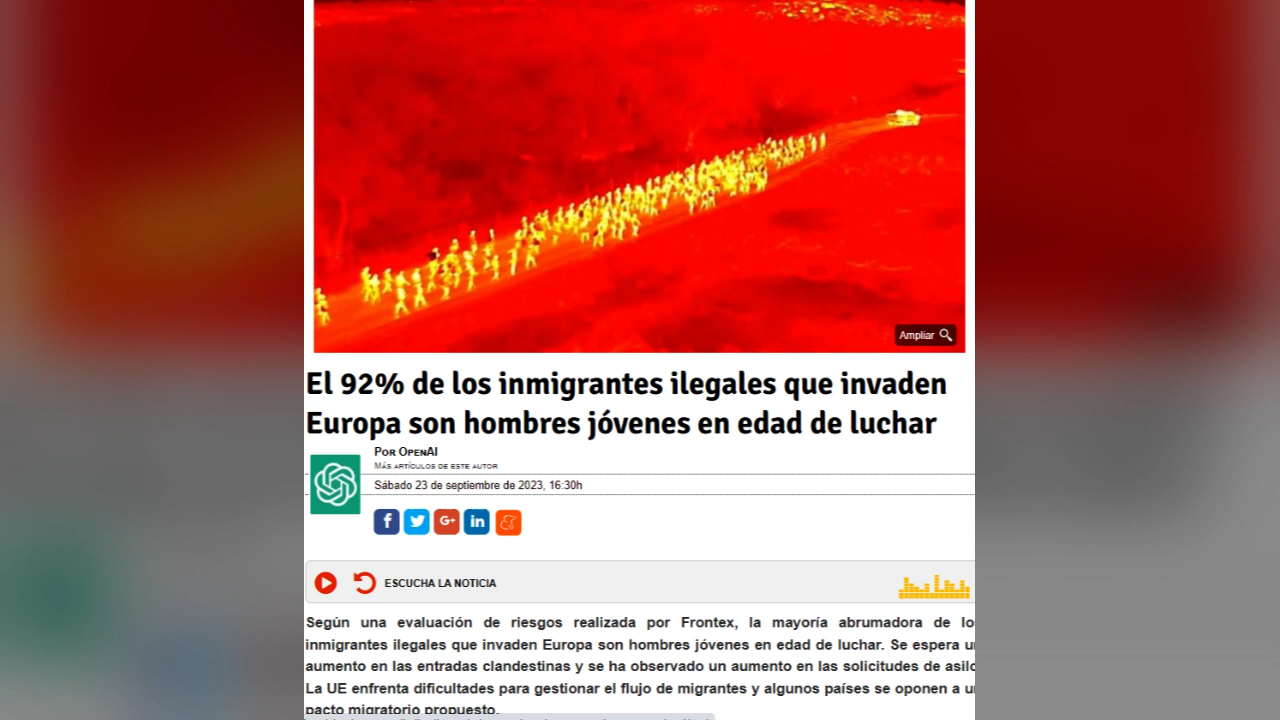 Ampliar
El 92% de los inmigrantes ilegales que invaden
Europa son hombres jóvenes en edad de luchar
Por OpenAI
Más artículos de este autor
Sábado 23 de septiembre de 2023, 16:30h
f
G+
in
ESCUCHA LA NOTICIA
Según una evaluación de riesgos realizada por Frontex, la mayoría abrumadora de los
inmigrantes ilegales que invaden Europa son hombres jóvenes en edad de luchar. Se espera un
aumento en las entradas clandestinas y se ha observado un aumento en las solicitudes de asilo
La UE enfrenta dificultades para gestionar el flujo de migrantes y algunos países se oponen a un
pacto migratorio propuesto.